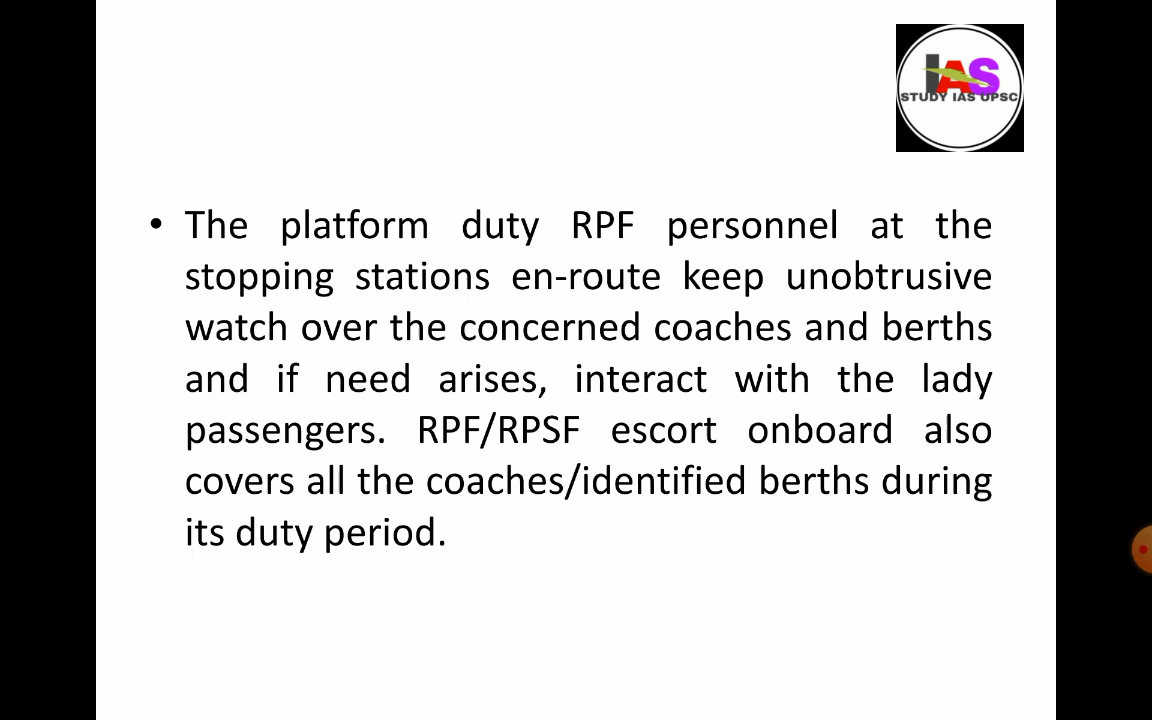 IAS
STUDY IAS UPSC
• The platform duty RPF personnel at the
stopping stations en-route keep unobtrusive
watch over the concerned coaches and berths
and if need arises, interact with the lady
passengers. RPF/RPSF escort onboard also
covers all the coaches/identified berths during
its duty period.